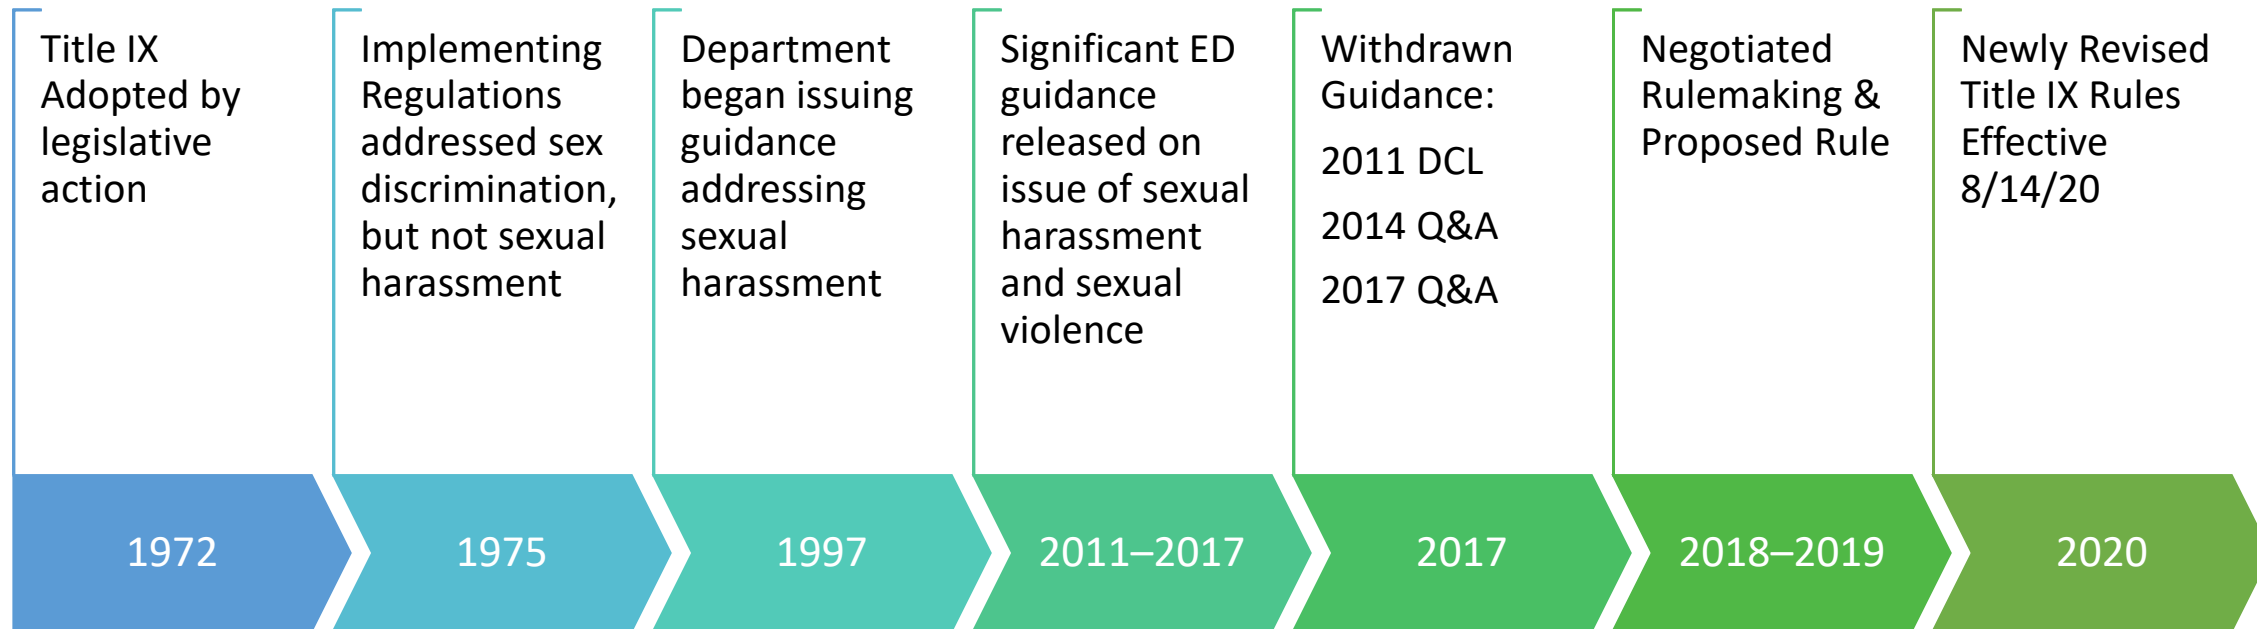 Title IX
Adopted by
legislative
action
Implementing
Regulations
addressed sex
discrimination,
but not sexual
harassment
Department
began issuing
guidance
addressing
sexual
harassment
Significant ED
guidance
released on
issue of sexual
harassment
and sexual
violence
Withdrawn
Guidance:
2011 DCL
2014 Q&A
2017 Q&A
Negotiated
Rulemaking &
Proposed Rule
Newly Revised
Title IX Rules
Effective
8/14/20
1972
1975
1997
2011–2017
2017
2018–2019
2020